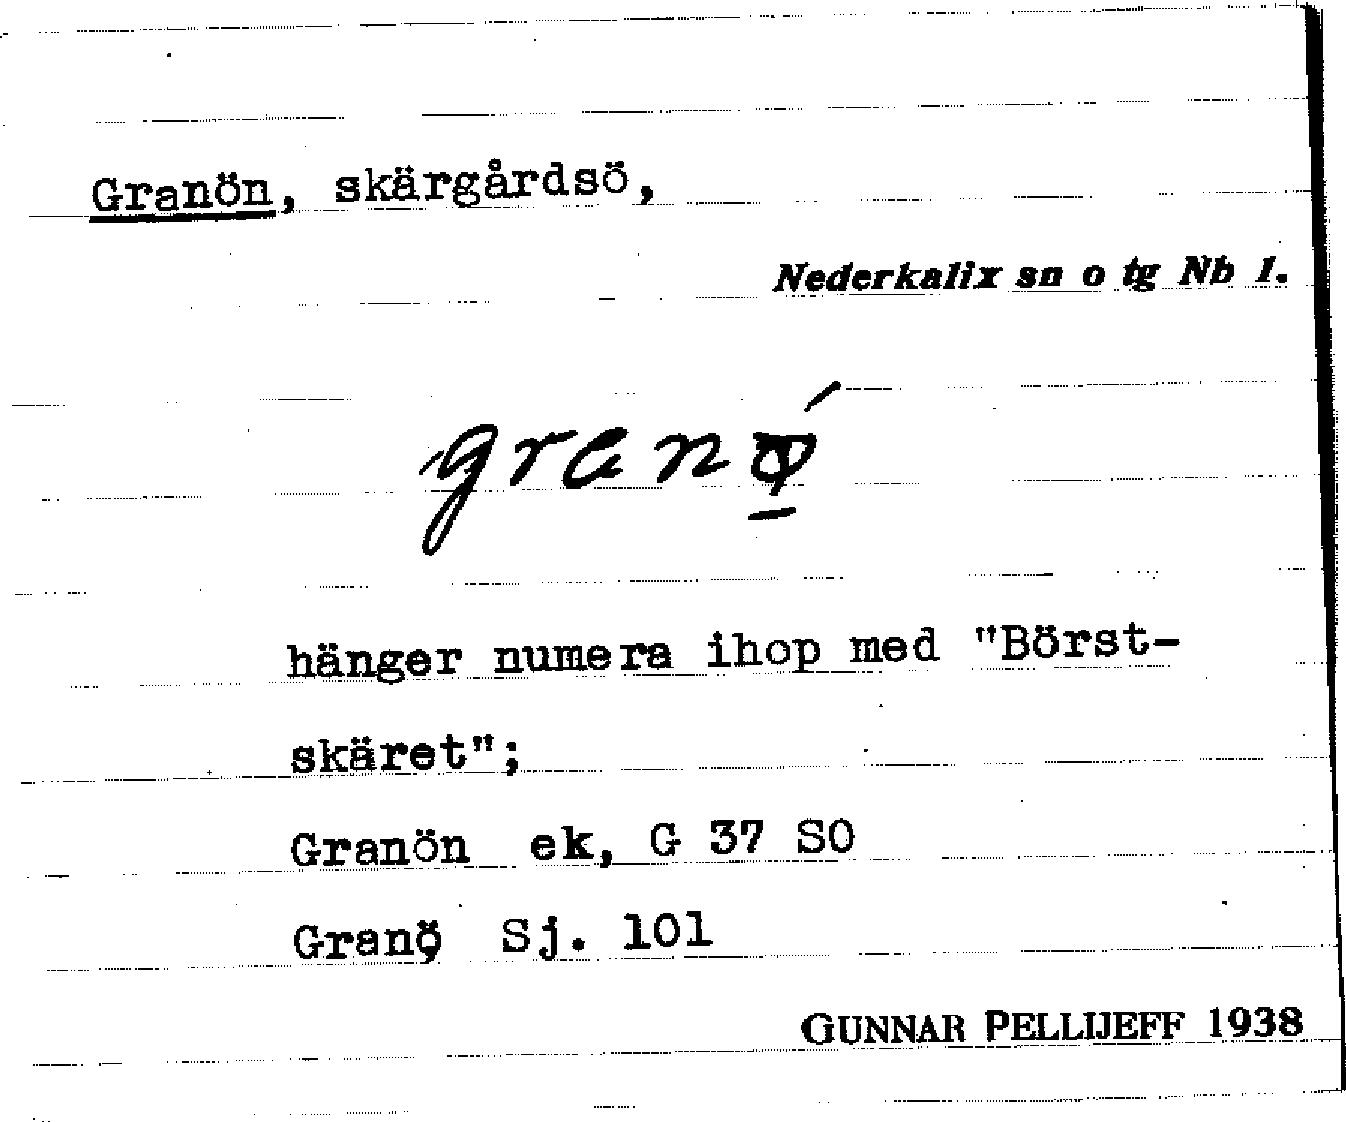 Granön, skärgårdsö,
Nederkalix sn o tg Nb 1.
hänger numera ihop med "Börst-
skäret";
Granön ek, G 37 SO
Granö Sj. 101
GUNNAR PELLIJEFF 1938